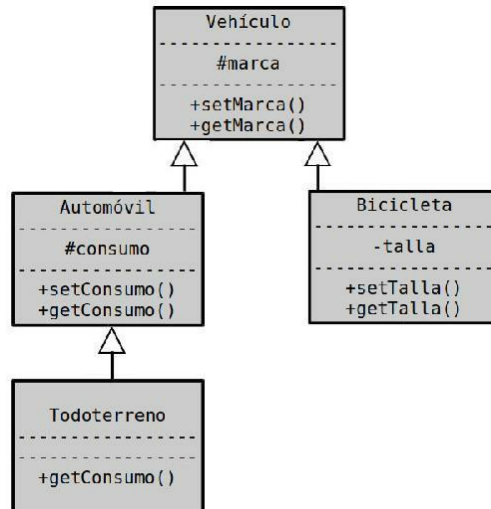 Vehículo
#marca
+setMarca()
+getMarca()
Automóvil
#consumo
+setConsumo()
+getConsumo()
Bicicleta
-talla
+setTalla()
+getTalla()
Todoterreno
+getConsumo()